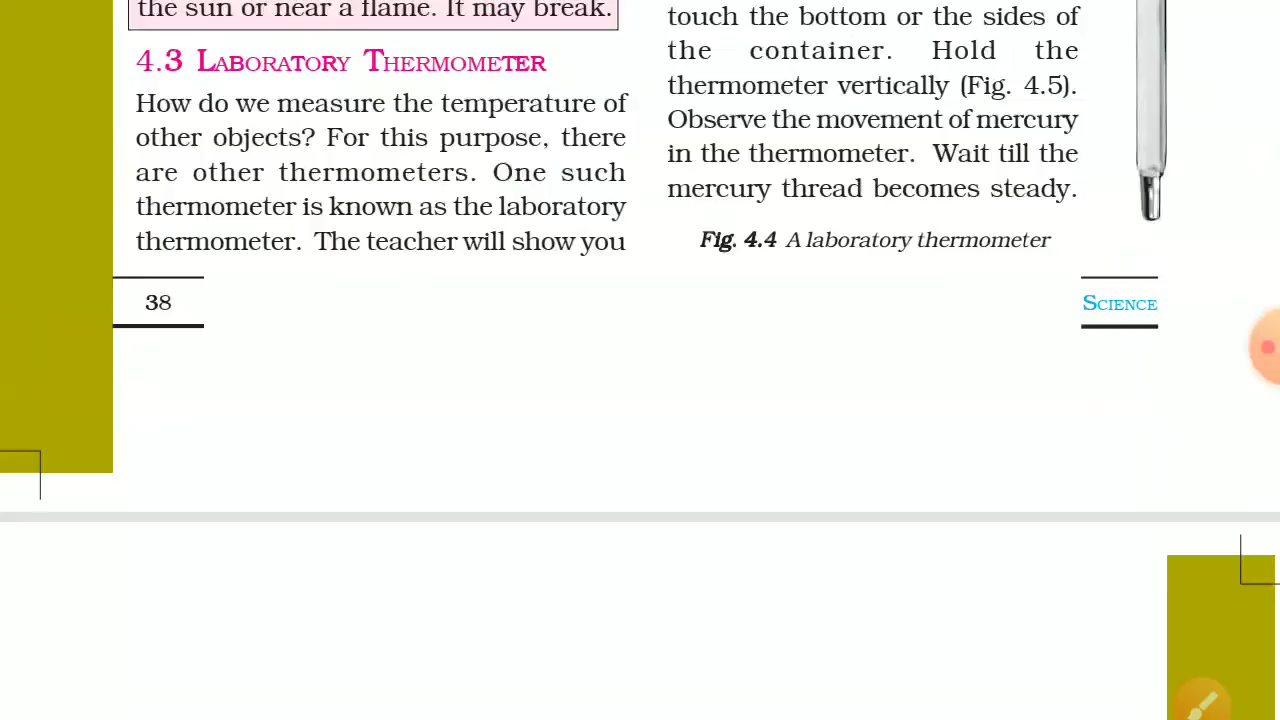 the sun or near a flame. It may break.
4.3 LABORATORY THERMOMETER
How do we measure the temperature of
other objects? For this purpose, there
are other thermometers. One such
thermometer is known as the laboratory
thermometer. The teacher will show you
touch the bottom or the sides of
the container. Hold the
thermometer vertically (Fig. 4.5).
Observe the movement of mercury
in the thermometer. Wait till the
mercury thread becomes steady.
Fig. 4.4 A laboratory thermometer
38
SCIENCE